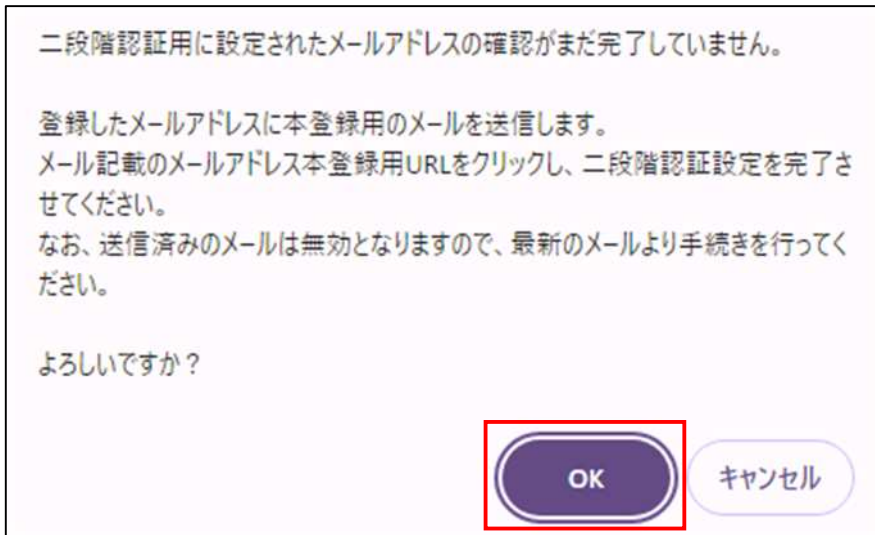 二段階認証用に設定されたメールアドレスの確認がまだ完了していません。
登録したメールアドレスに本登録用のメールを送信します。
メール記載のメールアドレス本登録用URLをクリックし、二段階認証設定を完了さ
せてください。
なお、送信済みのメールは無効となりますので、最新のメールより手続きを行ってく
ださい。
よろしいですか？
OK
キャンセル